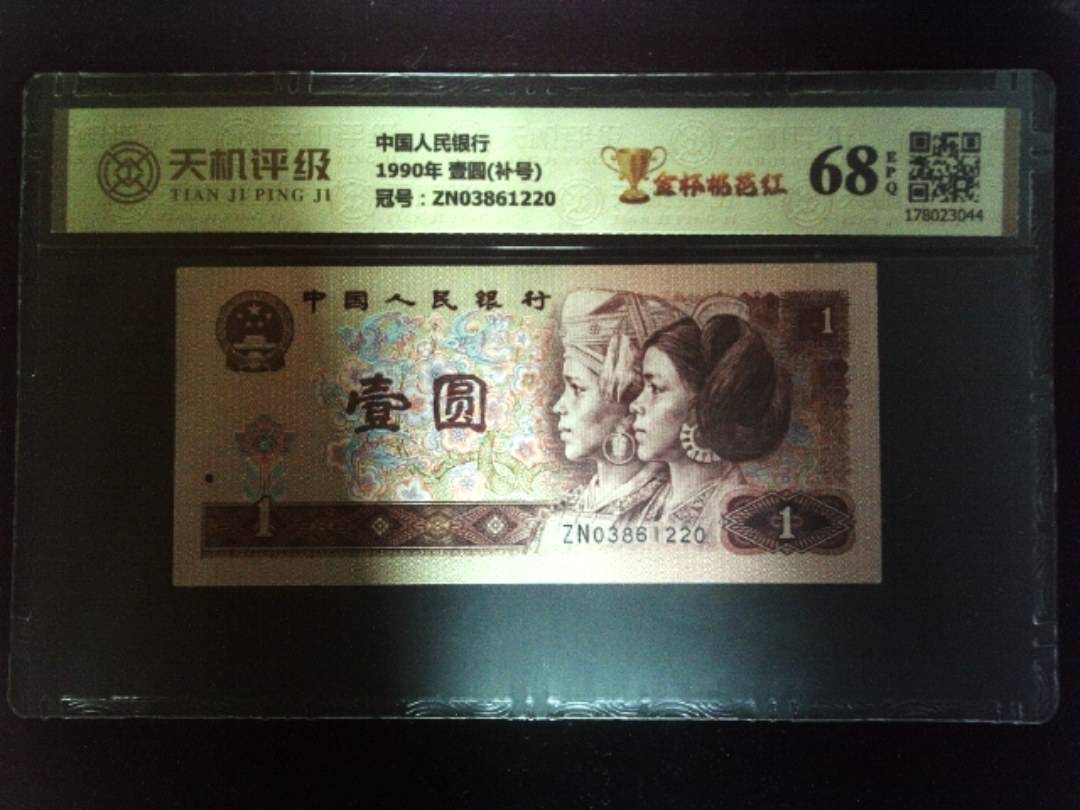 天机评级
TIAN JI PING JI
中国人民银行
1990年 壹圆(补号)
冠号：ZN03861220
金杯桃花红
68
EPQ
178023044
中国人民银行
壹圆
1
1
ZN03861220
1